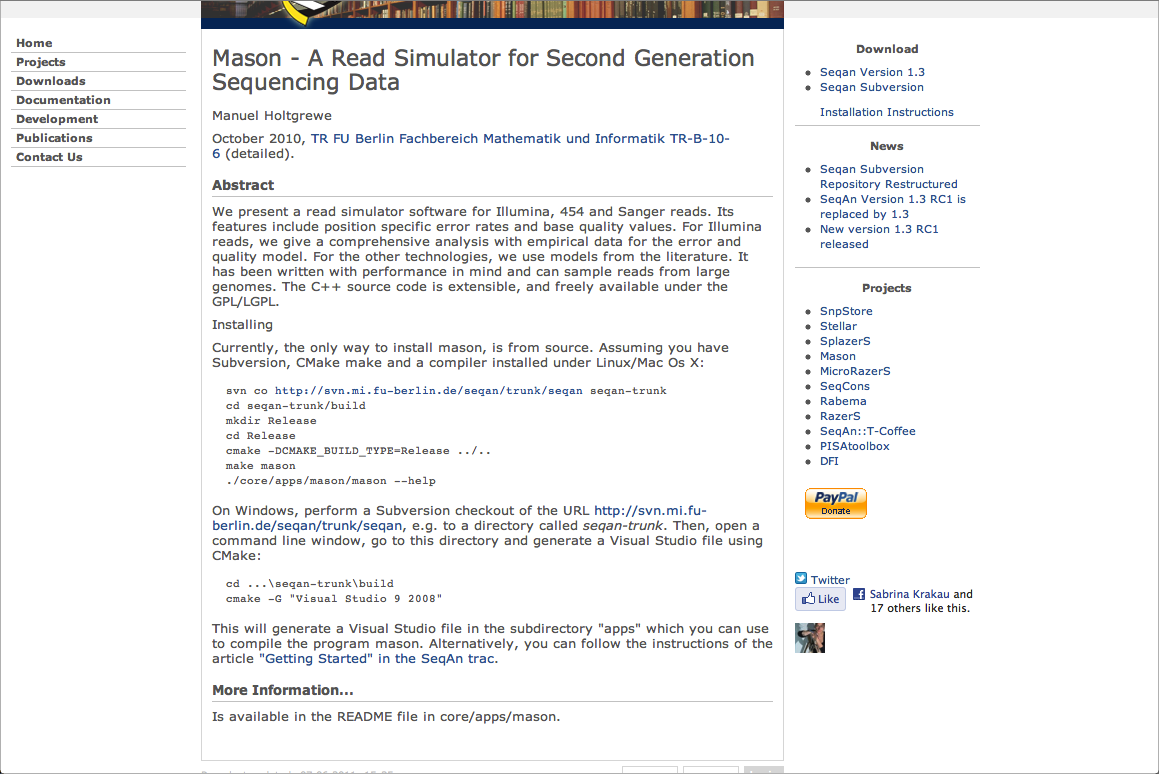 Home
Projects
Downloads
Documentation
Development
Publications
Contact Us
Mason - A Read Simulator for Second Generation
Sequencing Data
Manuel Holtgrewe
October 2010, TR FU Berlin Fachbereich Mathematik und Informatik TR-B-10-
6 (detailed).
Abstract
We present a read simulator software for Illumina, 454 and Sanger reads. Its
features include position specific error rates and base quality values. For Illumina
reads, we give a comprehensive analysis with empirical data for the error and
quality model. For the other technologies, we use models from the literature. It
has been written with performance in mind and can sample reads from large
genomes. The C++ source code is extensible, and freely available under the
GPL/LGPL.
Installing
Currently, the only way to install mason, is from source. Assuming you have
Subversion, CMake make and a compiler installed under Linux/Mac Os X:
svn co http://svn.mi.fu-berlin.de/seqan/trunk/seqan seqan-trunk
cd seqan-trunk/build
mkdir Release
cd Release
cmake -DCMAKE_BUILD_TYPE=Release ../..
make mason
./core/apps/mason/mason --help
On Windows, perform a Subversion checkout of the URL http://svn.mi.fu-
berlin.de/seqan/trunk/seqan, e.g. to a directory called seqan-trunk. Then, open a
command line window, go to this directory and generate a Visual Studio file using
CMake:
cd ...\seqan-trunk\build
cmake -G "Visual Studio 9 2008"
This will generate a Visual Studio file in the subdirectory "apps" which you can use
to compile the program mason. Alternatively, you can follow the instructions of the
article "Getting Started" in the SeqAn trac.
More Information...
Is available in the README file in core/apps/mason.
Download
Seqan Version 1.3
Seqan Subversion
Installation Instructions
News
Seqan Subversion
Repository Restructured
SeqAn Version 1.3 RC1 is
replaced by 1.3
New version 1.3 RC1
released
Projects
SnpStore
Stellar
SplazerS
Mason
MicroRazerS
SeqCons
Rabema
RazerS
SeqAn::T-Coffee
PISAtoolbox
DFI
PayPal
Donate
Twitter
Like
Sabrina Krakau and
17 others like this.